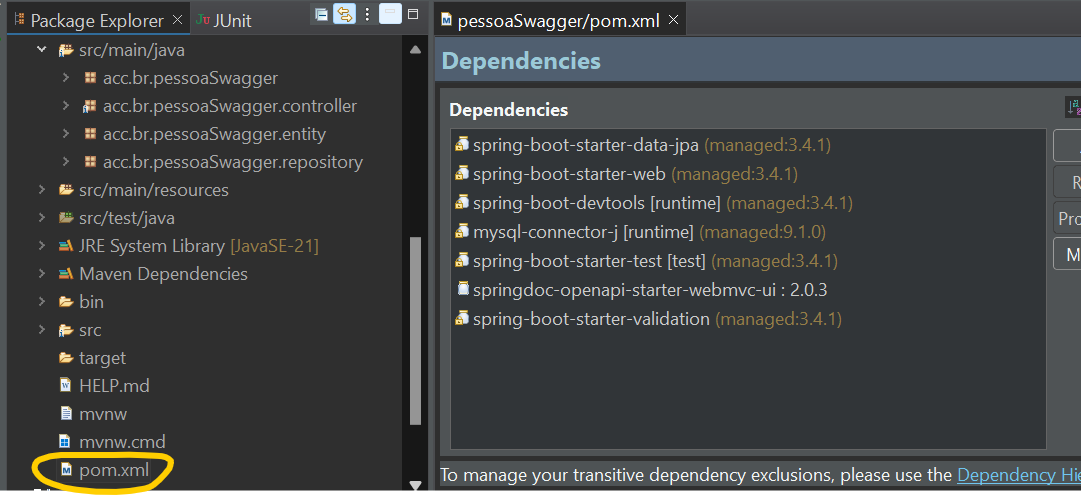 Package Explorer
JUnit
src/main/java
acc.br.pessoaSwagger
acc.br.pessoaSwagger.controller
acc.br.pessoaSwagger.entity
acc.br.pessoaSwagger.repository
src/main/resources
src/test/java
JRE System Library [JavaSE-21]
Maven Dependencies
bin
src
target
HELP.md
mvnw
mvnw.cmd
pom.xml
pessoaSwagger/pom.xml
Dependencies
Dependencies
spring-boot-starter-data-jpa (managed:3.4.1)
spring-boot-starter-web (managed:3.4.1)
spring-boot-devtools [runtime] (managed:3.4.1)
mysql-connector-j [runtime] (managed:9.1.0)
spring-boot-starter-test [test] (managed:3.4.1)
springdoc-openapi-starter-webmvc-ui : 2.0.3
spring-boot-starter-validation (managed:3.4.1)
R
Pro
M
To manage your transitive dependency exclusions, please use the Dependency Hie